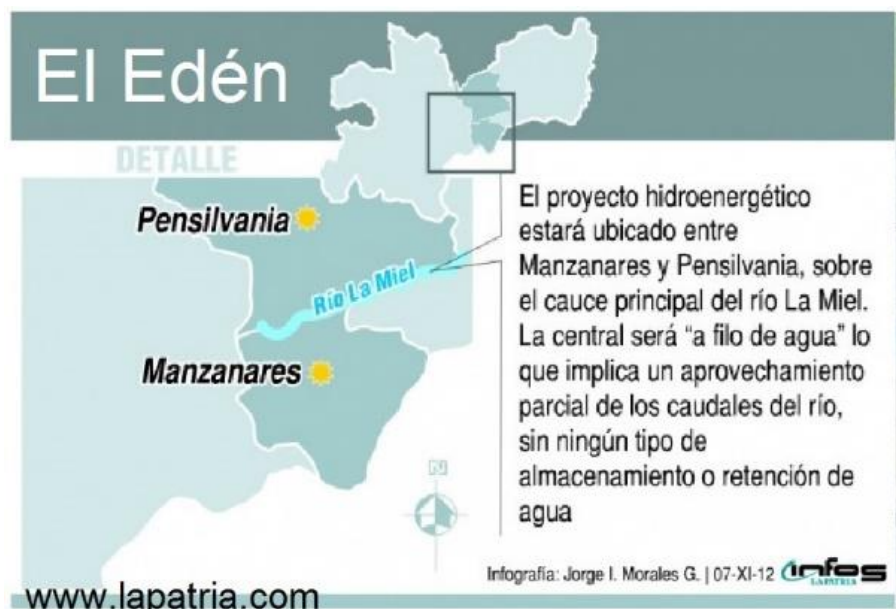 El Edén
DETALLE
Pensilvania
Río La Miel
Manzanares
N
El proyecto hidroenergético
estará ubicado entre
Manzanares y Pensilvania, sobre
el cauce principal del río La Miel.
La central será “a filo de agua” lo
que implica un aprovechamiento
parcial de los caudales del río,
sin ningún tipo de
almacenamiento o retención de
agua
Infografía: Jorge I. Morales G. | 07-XI-12 infos
LA PATRIA
www.lapatria.com